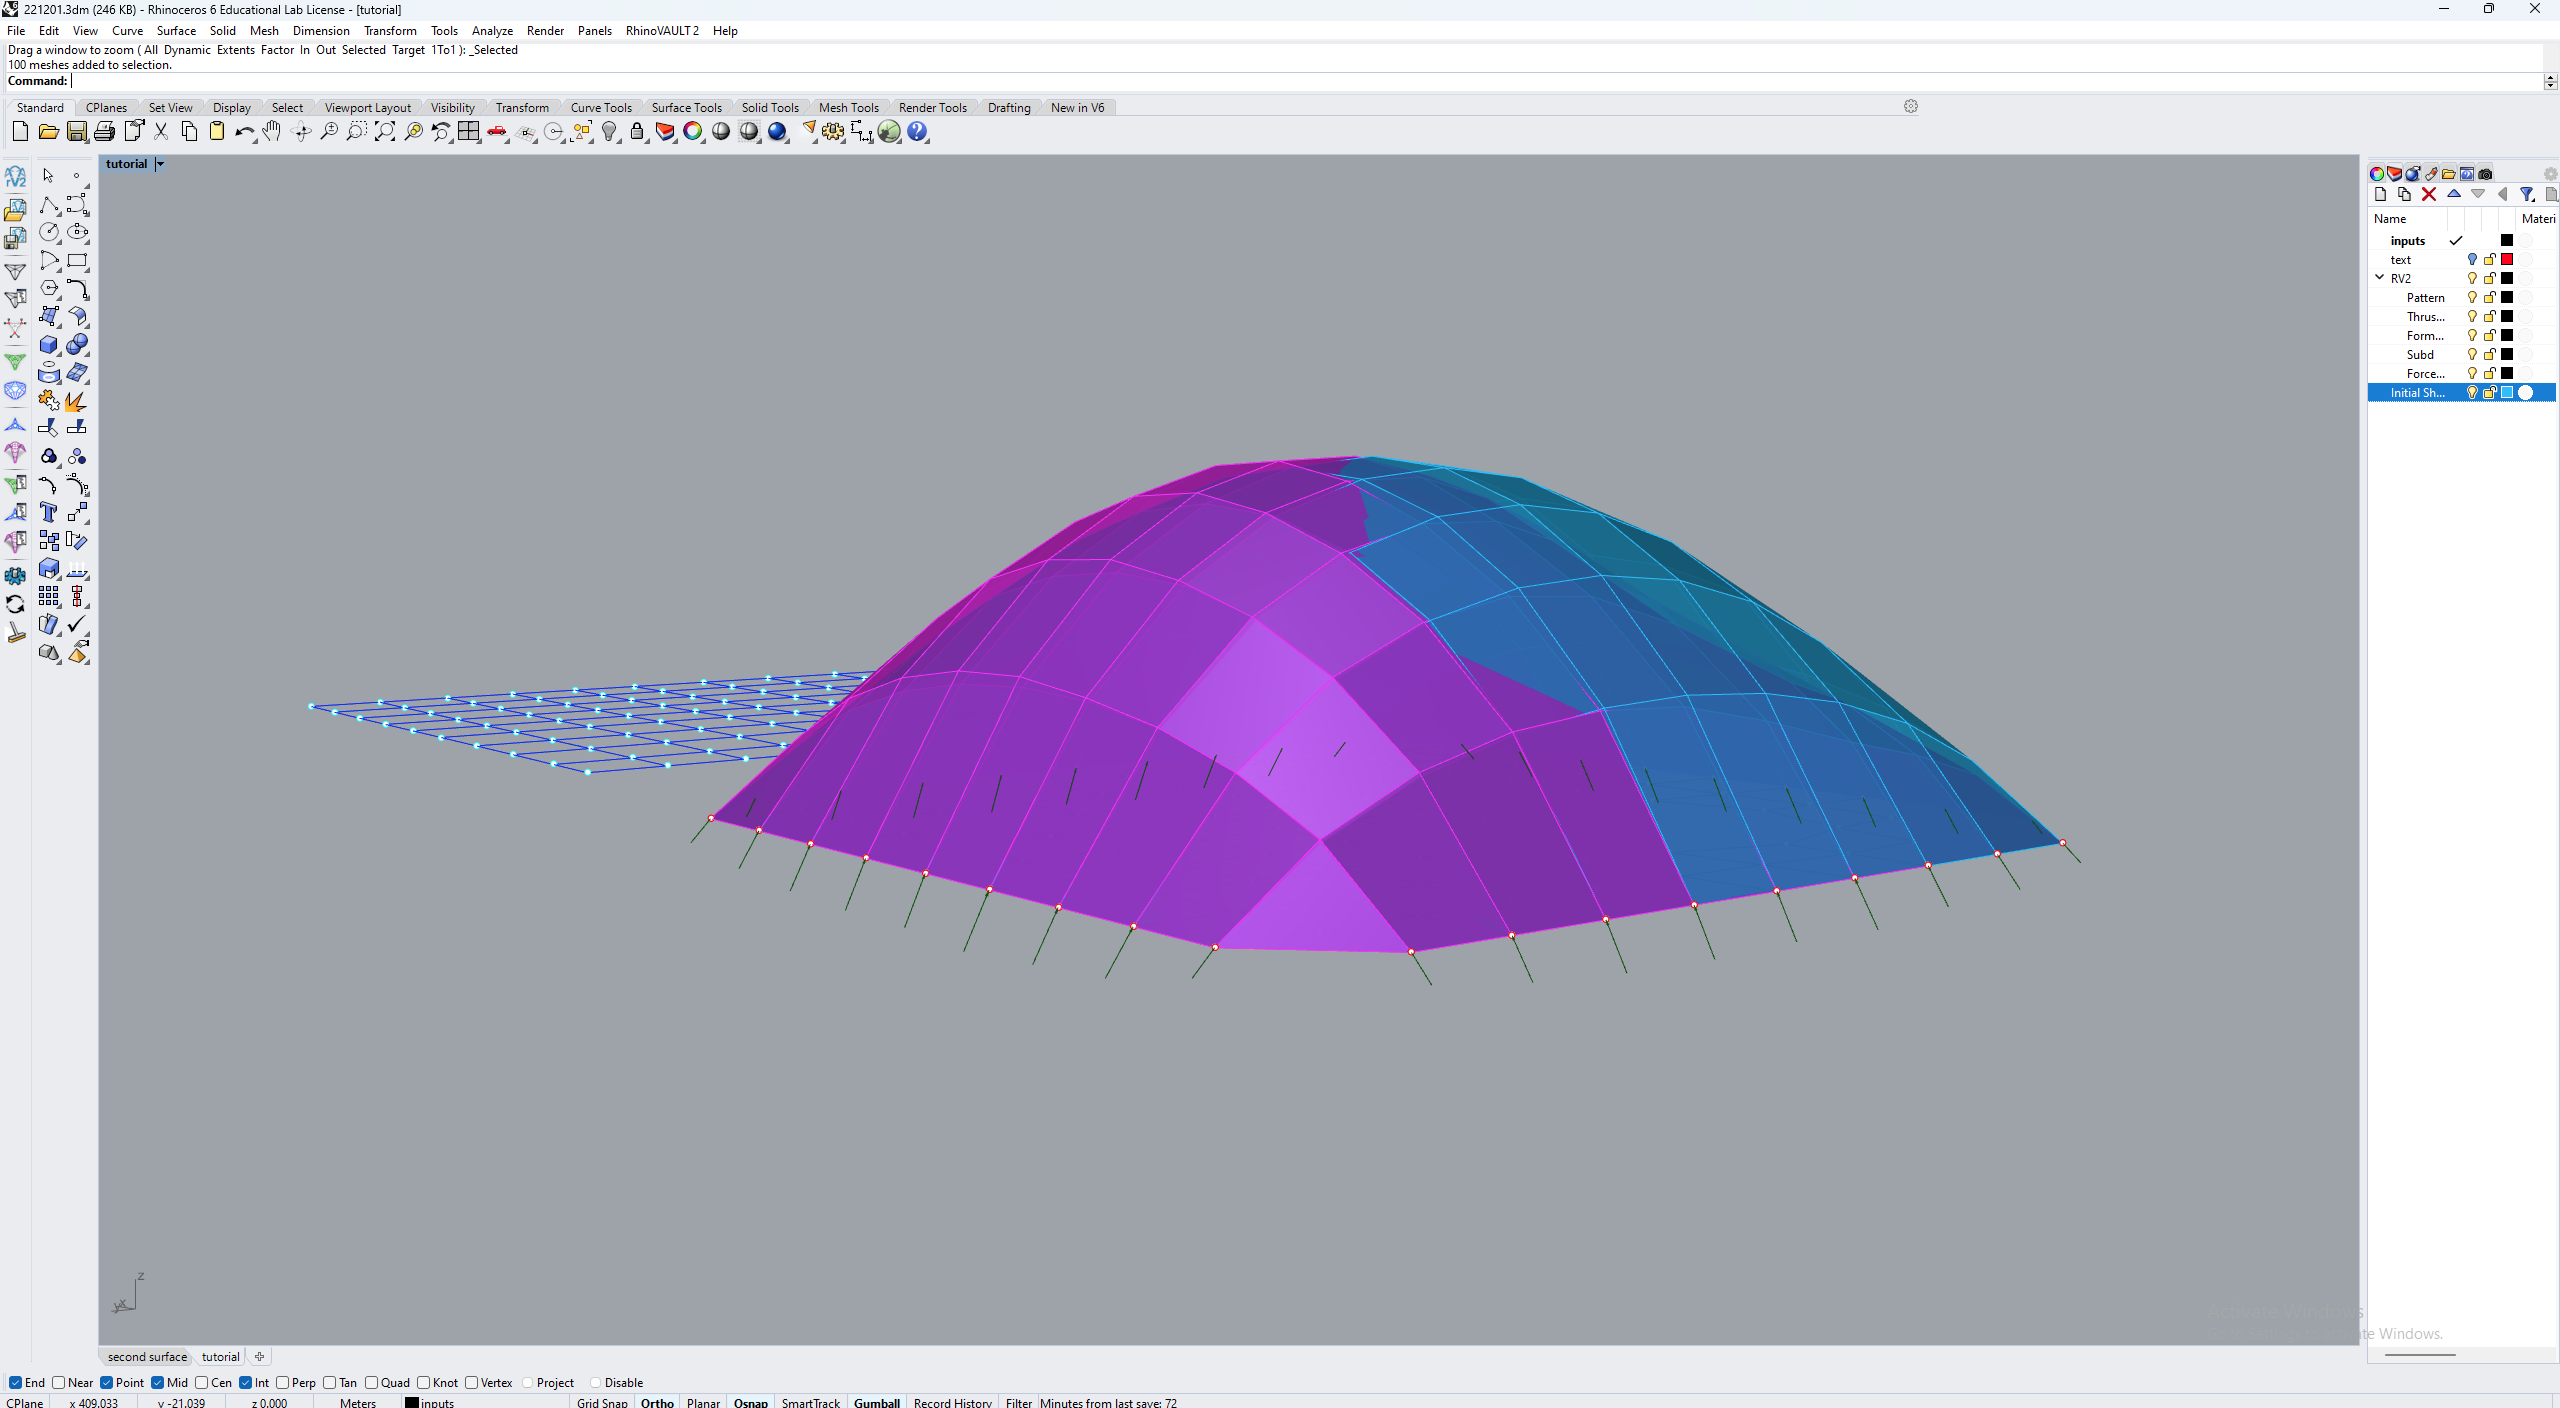 221201.3dm (246 KB) - Rhinoceros 6 Educational Lab License - [tutorial]
File Edit View Curve Surface Solid Mesh Dimension Transform Tools Analyze Render Panels RhinoVAULT2 Help
Drag a window to zoom ( All Dynamic Extents Factor In Out Selected Target 1To1 ): _Selected
100 meshes added to selection.
Command:
Standard CPlanes Set View Display Select Viewport Layout Visibility Transform Curve Tools Surface Tools Solid Tools Mesh Tools Render Tools Drafting New in V6
tutorial
Name Materi
inputs
text
RV2
Pattern
Thrus...
Form...
Subd
Force...
Initial Sh...
z
y x
Activate Windows
te Windows.
second surface tutorial
End Near Point Mid Cen Int Perp Tan Quad Knot Vertex Project Disable
CPlane x 409.033 y -21.039 z 0.000 Meters inputs Grid Snap Ortho Planar Osnap SmartTrack Gumball Record History Filter Minutes from last save: 72